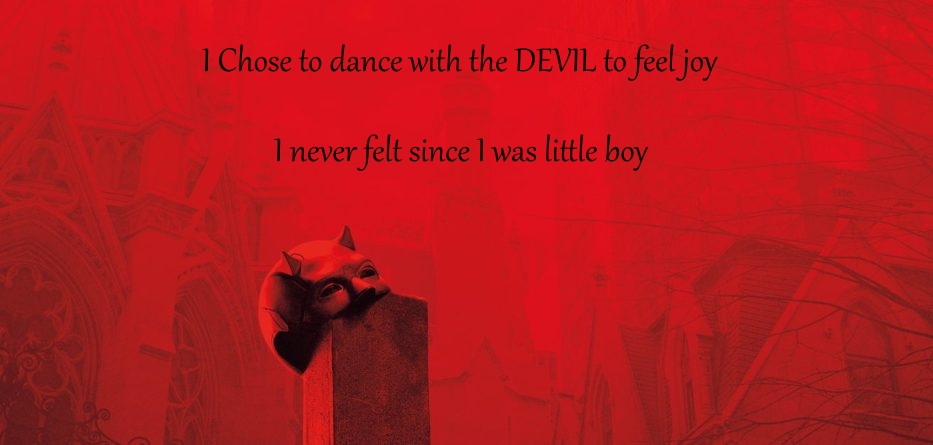 I Chose to dance with the DEVIL to feel joy
I never felt since I was little boy